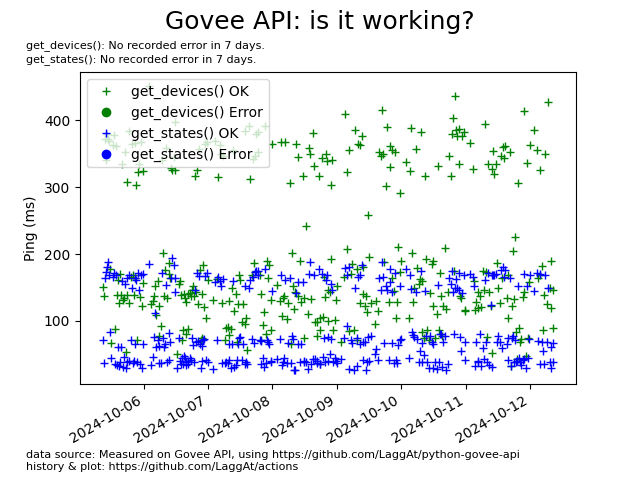 Govee API: is it working?
get_devices(): No recorded error in 7 days.
get_states(): No recorded error in 7 days.
get_devices() OK
get_devices() Error
get_states() OK
get_states() Error
Ping (ms)
400
300
200
100
2024-10-06
2024-10-07
2024-10-08
2024-10-09
2024-10-10
2024-10-11
2024-10-12
data source: Measured on Govee API, using https://github.com/LaggAt/python-govee-api
history & plot: https://github.com/LaggAt/actions